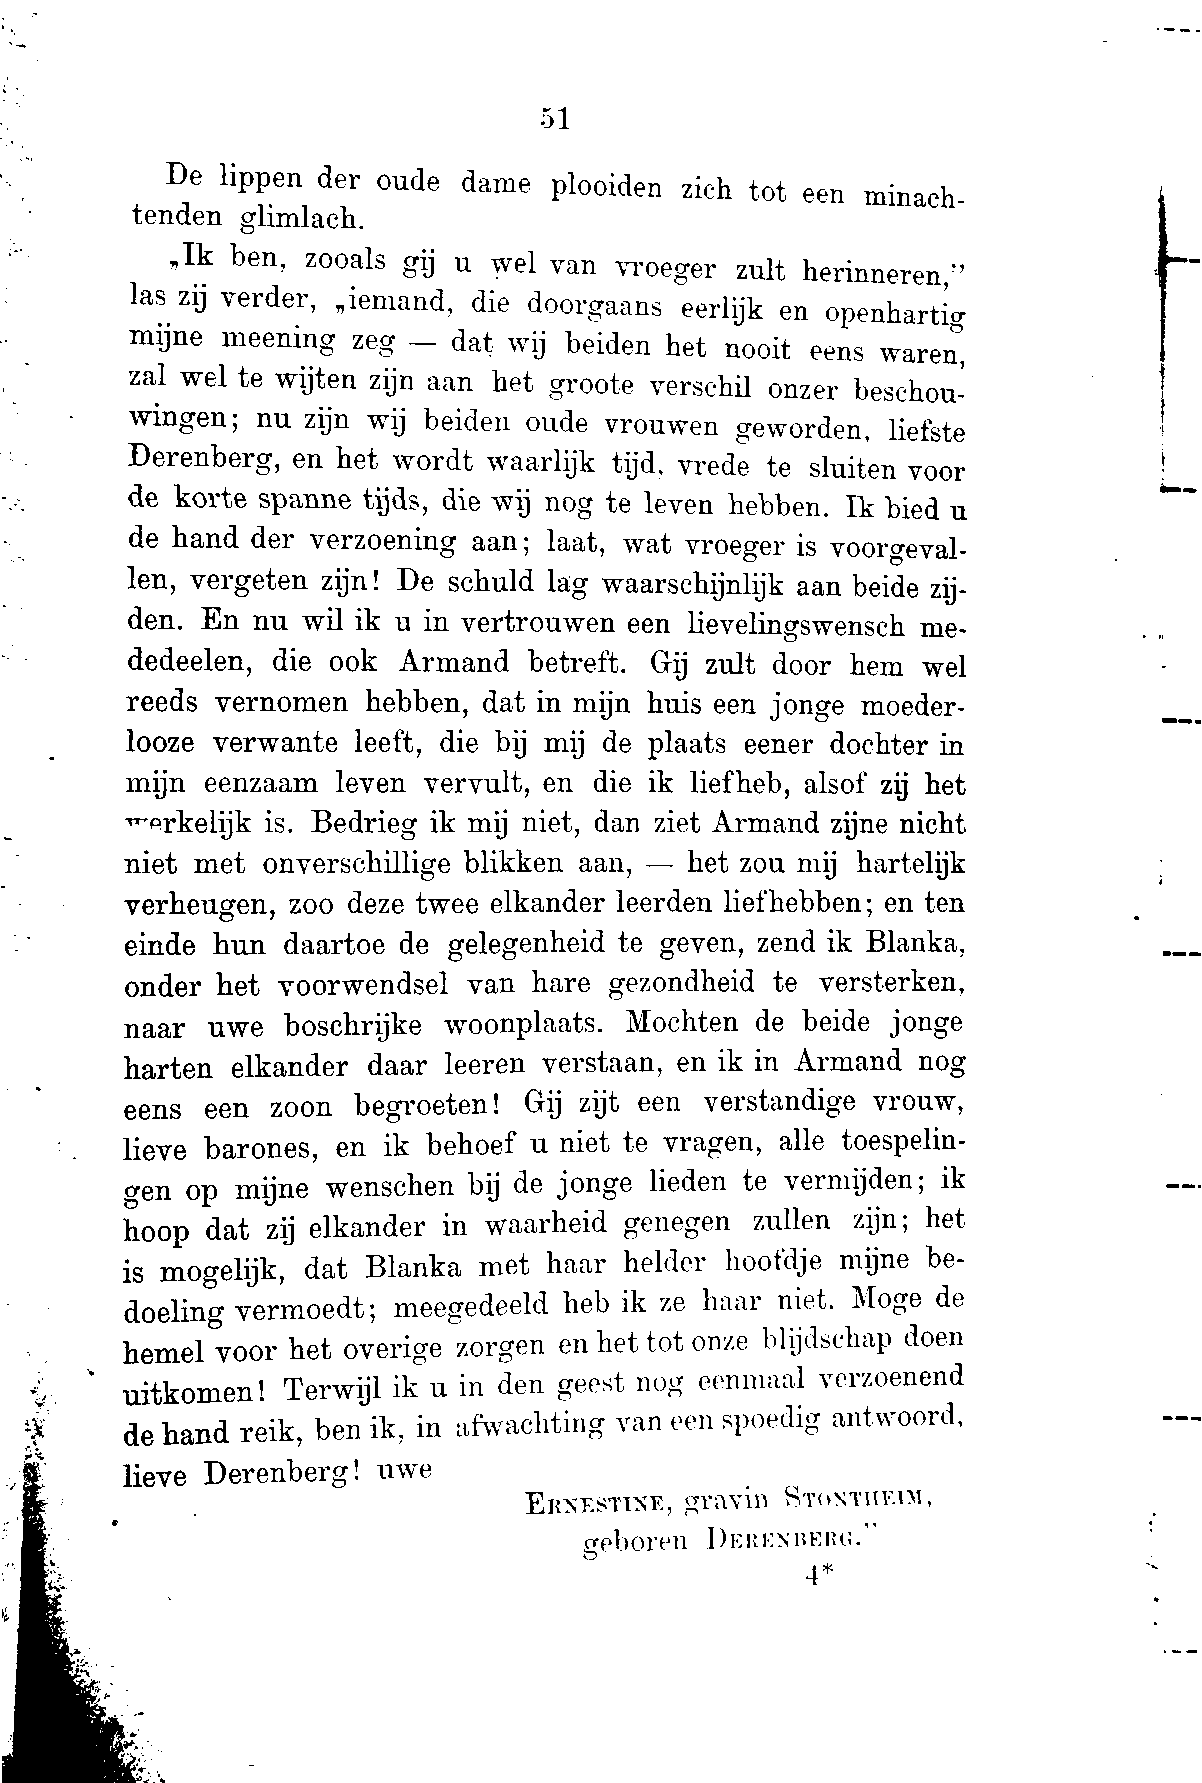 51
De lippen der oude dame plooiden zich tot een minach-
tenden glimlach.
„Ik ben, zooals gij u wel van vroeger zult herinneren,”
las zij verder, „iemand, die doorgaans eerlijk en openhartig
mijne meening zeg — dat wij beiden het nooit eens waren,
zal wel te wijten zijn aan het groote verschil onzer beschou-
wingen; nu zijn wij beiden oude vrouwen geworden, liefste
Derenberg, en het wordt waarlijk tijd, vrede te sluiten voor
de korte spanne tijds, die wij nog te leven hebben. Ik bied u
de hand der verzoening aan; laat, wat vroeger is voorgeval-
len, vergeten zijn! De schuld lag waarschijnlijk aan beide zij-
den. En nu wil ik u in vertrouwen een lievelingswensch me-
dedeelen, die ook Armand betreft. Gij zult door hem wel
reeds vernomen hebben, dat in mijn huis een jonge moeder-
looze verwante leeft, die bij mij de plaats eener dochter in
mijn eenzaam leven vervult, en die ik liefheb, alsof zij het
werkelijk is. Bedrieg ik mij niet, dan ziet Armand zijne nicht
niet met onverschillige blikken aan, — het zou mij hartelijk
verheugen, zoo deze twee elkander leerden liefhebben; en ten
einde hun daartoe de gelegenheid te geven, zend ik Blanka,
onder het voorwendsel van hare gezondheid te versterken,
naar uwe boschrijke woonplaats. Mochten de beide jonge
harten elkander daar leeren verstaan, en ik in Armand nog
eens een zoon begroeten! Gij zijt een verstandige vrouw,
lieve barones, en ik behoef u niet te vragen, alle toespelin-
gen op mijne wenschen bij de jonge lieden te vermijden; ik
hoop dat zij elkander in waarheid genegen zullen zijn; het
is mogelijk, dat Blanka met haar helder hoofdje mijne be-
doeling vermoedt; meegedeeld heb ik ze haar niet. Moge de
hemel voor het overige zorgen en het tot onze blijdschap doen
uitkomen! Terwijl ik u in den geest nog eenmaal verzoenend
de hand reik, ben ik, in afwachting van een spoedig antwoord,
lieve Derenberg! uwe
Ernestine, gravin Stontheim,
geboren Derenberg.”
4*